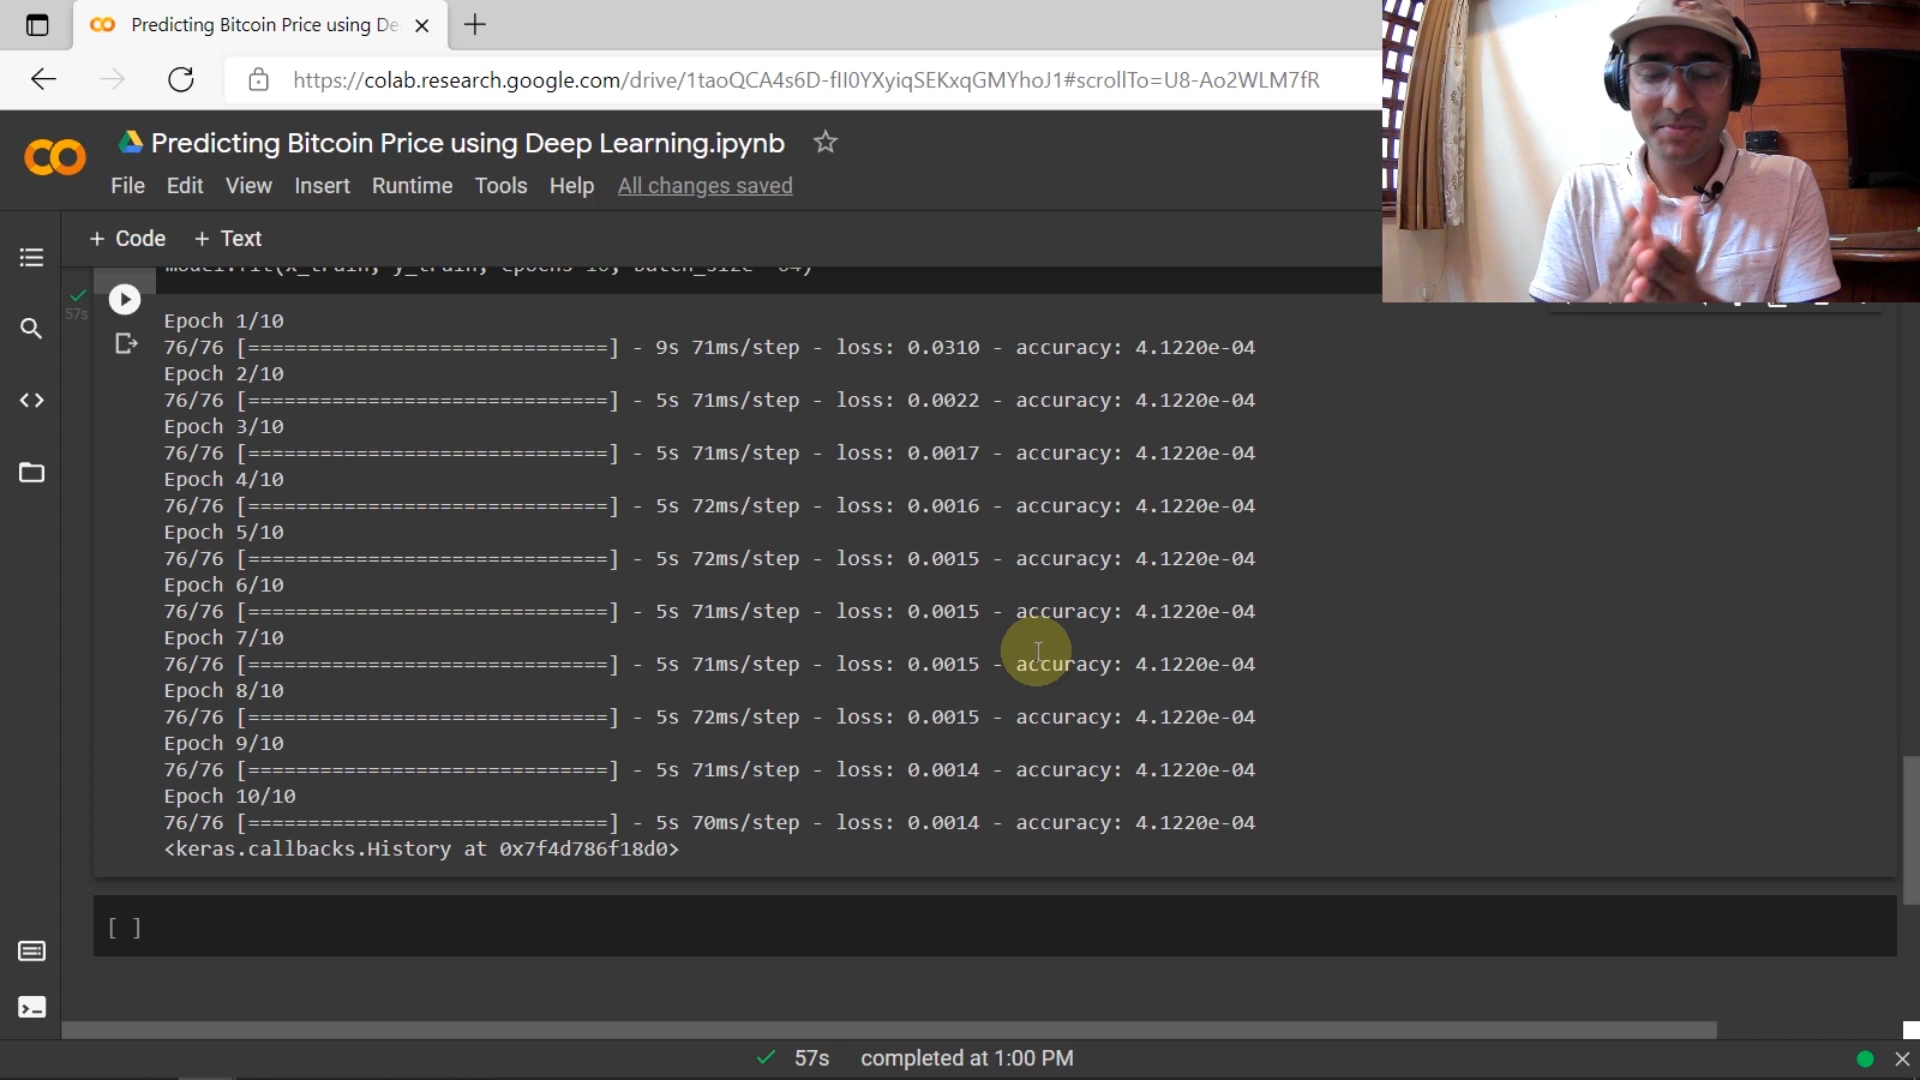 Predicting Bitcoin Price using De
https://colab.research.google.com/drive/1taoQCA4s6D-fII0YXyiqSEKxqGMYhoJ1#scrollTo=U8-Ao2WLM7fR
Predicting Bitcoin Price using Deep Learning.ipynb
File Edit View Insert Runtime Tools Help All changes saved
+ Code + Text
model.fit(x_train, y_train, epochs=10, batch_size=64)
57s
Epoch 1/10
76/76 [==============================] - 9s 71ms/step - loss: 0.0310 - accuracy: 4.1220e-04
Epoch 2/10
76/76 [==============================] - 5s 71ms/step - loss: 0.0022 - accuracy: 4.1220e-04
Epoch 3/10
76/76 [==============================] - 5s 71ms/step - loss: 0.0017 - accuracy: 4.1220e-04
Epoch 4/10
76/76 [==============================] - 5s 72ms/step - loss: 0.0016 - accuracy: 4.1220e-04
Epoch 5/10
76/76 [==============================] - 5s 72ms/step - loss: 0.0015 - accuracy: 4.1220e-04
Epoch 6/10
76/76 [==============================] - 5s 71ms/step - loss: 0.0015 - accuracy: 4.1220e-04
Epoch 7/10
76/76 [==============================] - 5s 71ms/step - loss: 0.0015 - accuracy: 4.1220e-04
Epoch 8/10
76/76 [==============================] - 5s 72ms/step - loss: 0.0015 - accuracy: 4.1220e-04
Epoch 9/10
76/76 [==============================] - 5s 71ms/step - loss: 0.0014 - accuracy: 4.1220e-04
Epoch 10/10
76/76 [==============================] - 5s 70ms/step - loss: 0.0014 - accuracy: 4.1220e-04
<keras.callbacks.History at 0x7f4d786f18d0>
[ ]
57s completed at 1:00 PM